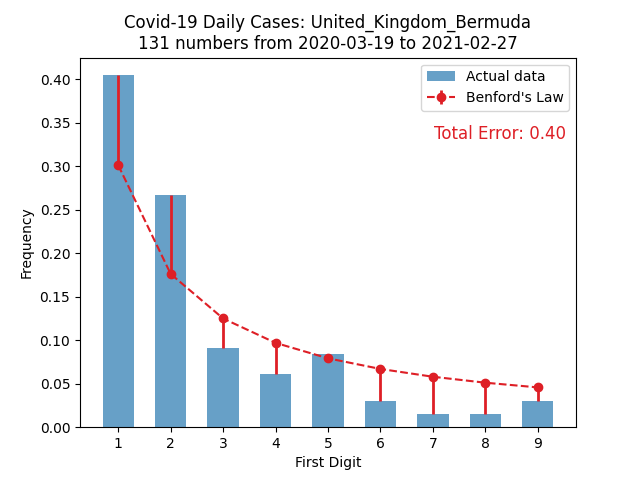 Covid-19 Daily Cases: United_Kingdom_Bermuda
131 numbers from 2020-03-19 to 2021-02-27
Actual data
Benford's Law
Total Error: 0.40
Frequency
0.40
0.35
0.30
0.25
0.20
0.15
0.10
0.05
0.00
1 2 3 4 5 6 7 8 9
First Digit